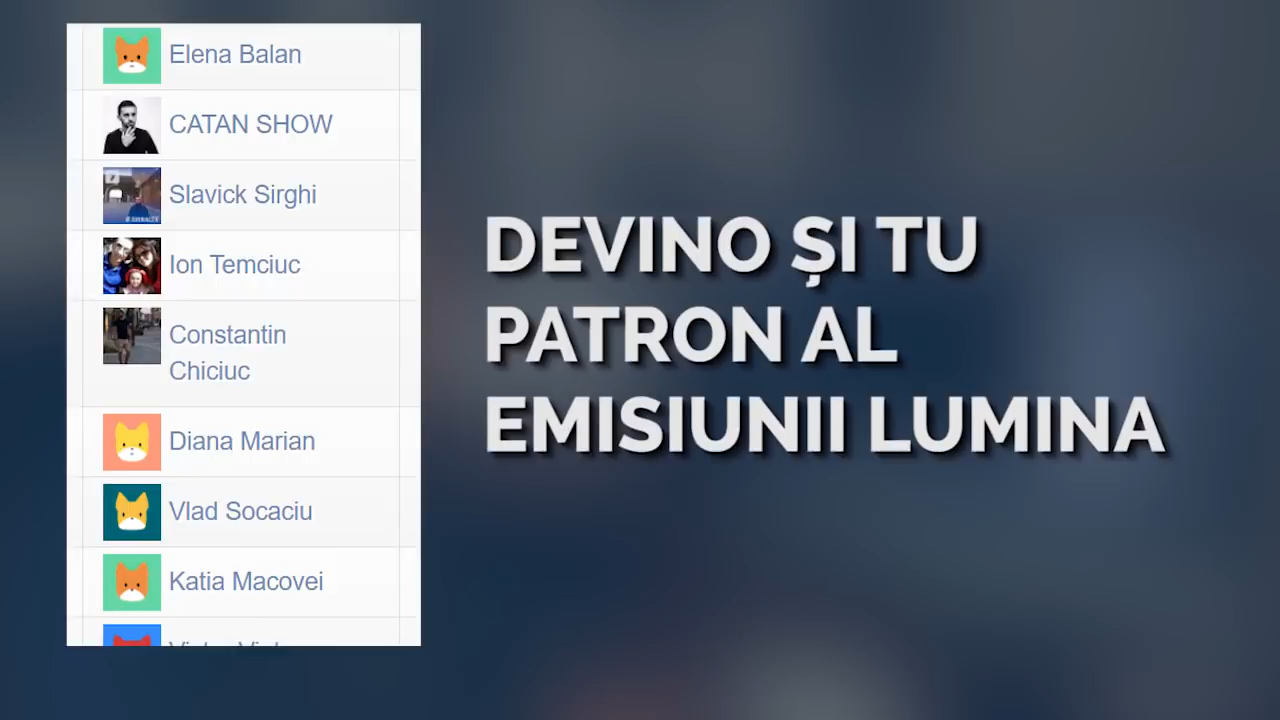 Elena Balan
CATAN SHOW
Slavick Sirghi
Ion Temciuc
Constantin
Chiciuc
Diana Marian
Vlad Socaciu
Katia Macovei
DEVINO ȘI TU
PATRON AL
EMISIUNII LUMINA